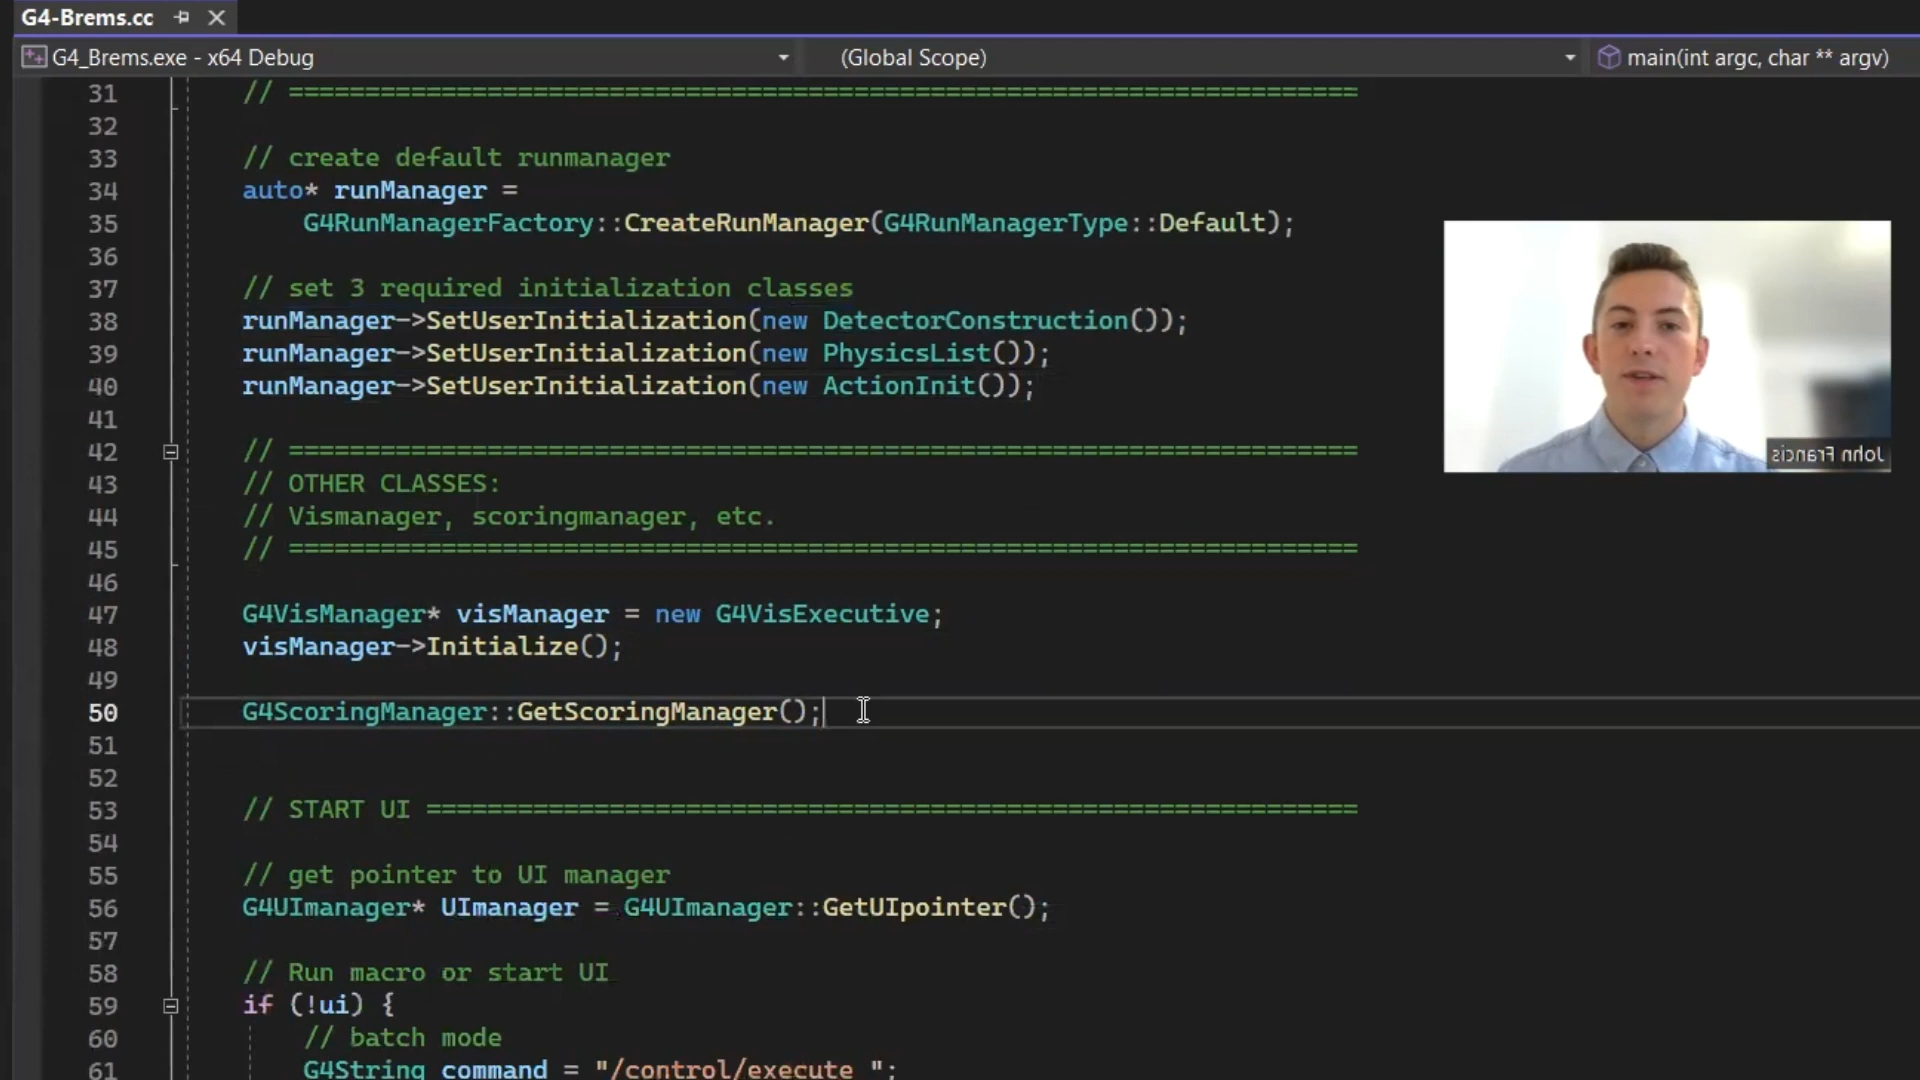 G4-Brems.cc
G4_Brems.exe - x64 Debug
(Global Scope)
main(int argc, char ** argv)
31 // ======================================================================
32
33 // create default runmanager
34 auto* runManager =
35 G4RunManagerFactory::CreateRunManager(G4RunManagerType::Default);
36
37 // set 3 required initialization classes
38 runManager->SetUserInitialization(new DetectorConstruction());
39 runManager->SetUserInitialization(new PhysicsList());
40 runManager->SetUserInitialization(new ActionInit());
41
42 // ======================================================================
43 // OTHER CLASSES:
44 // Vismanager, scoringmanager, etc.
45 // ======================================================================
46
47 G4VisManager* visManager = new G4VisExecutive;
48 visManager->Initialize();
49
50 G4ScoringManager::GetScoringManager();
51
52
53 // START UI =============================================================
54
55 // get pointer to UI manager
56 G4UImanager* UImanager = G4UImanager::GetUIpointer();
57
58 // Run macro or start UI
59 if (!ui) {
60 // batch mode
61 G4String command = "/control/execute ";
John Francis